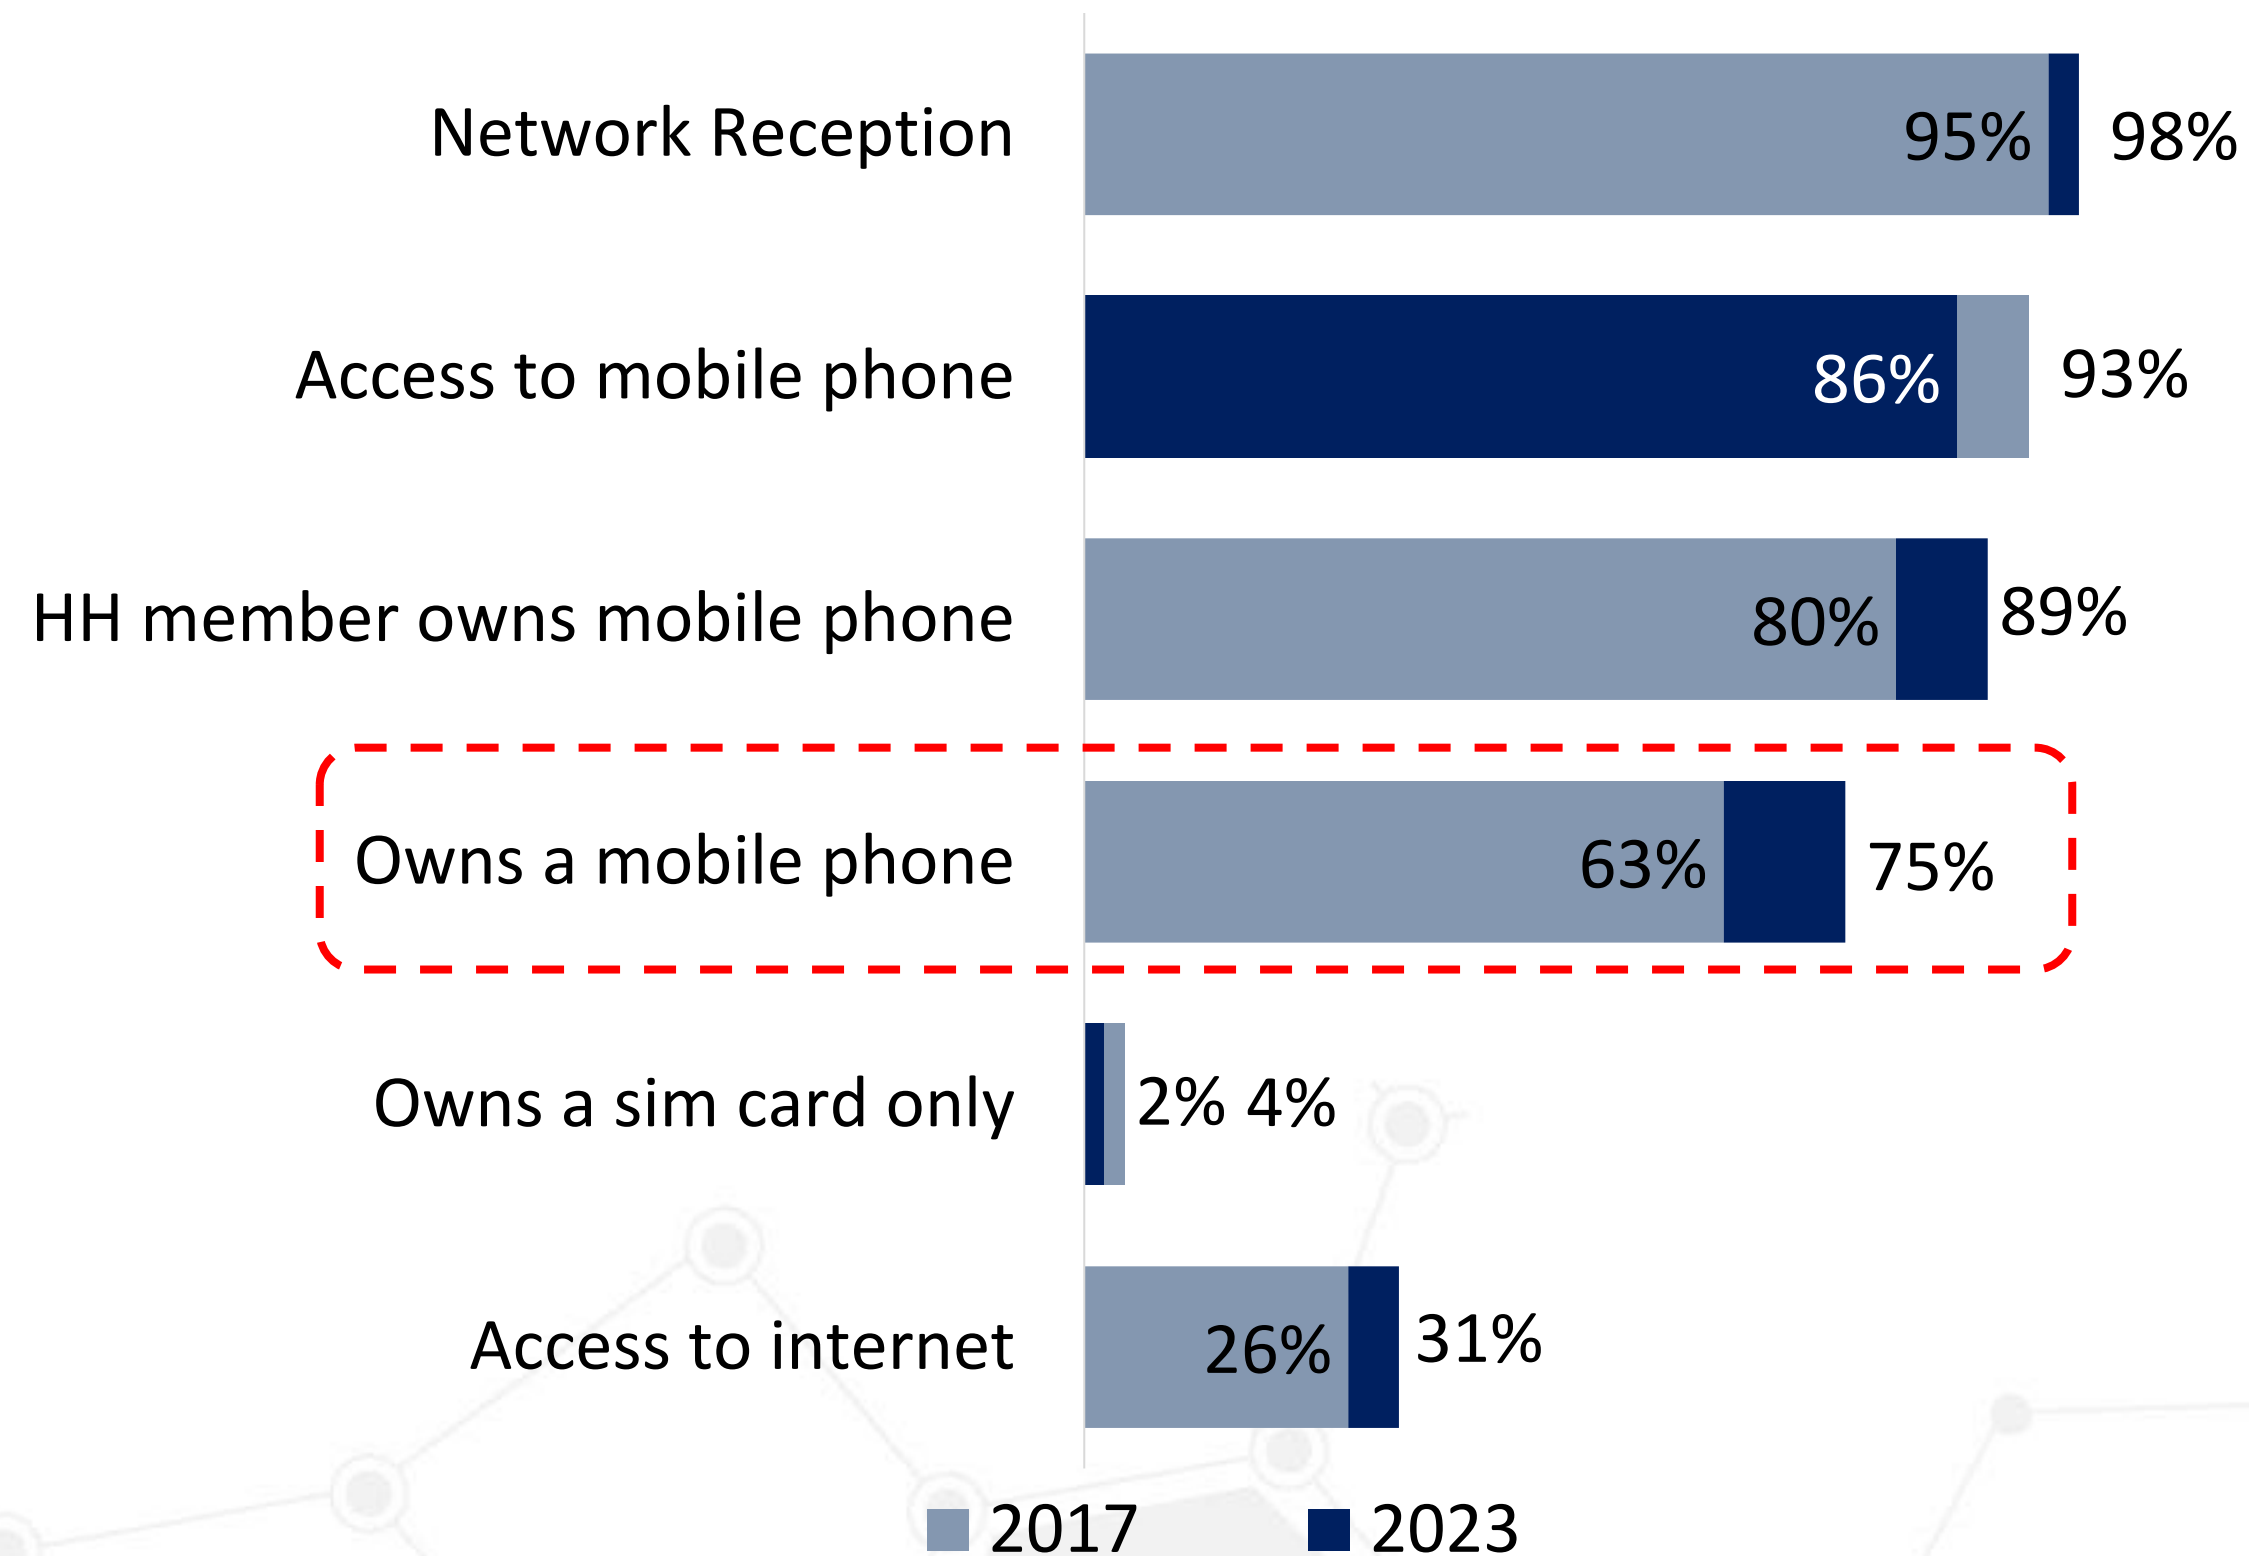 Network Reception 95% 98%
Access to mobile phone 86% 93%
HH member owns mobile phone 80% 89%
Owns a mobile phone 63% 75%
Owns a sim card only 2% 4%
Access to internet 26% 31%
2017 2023